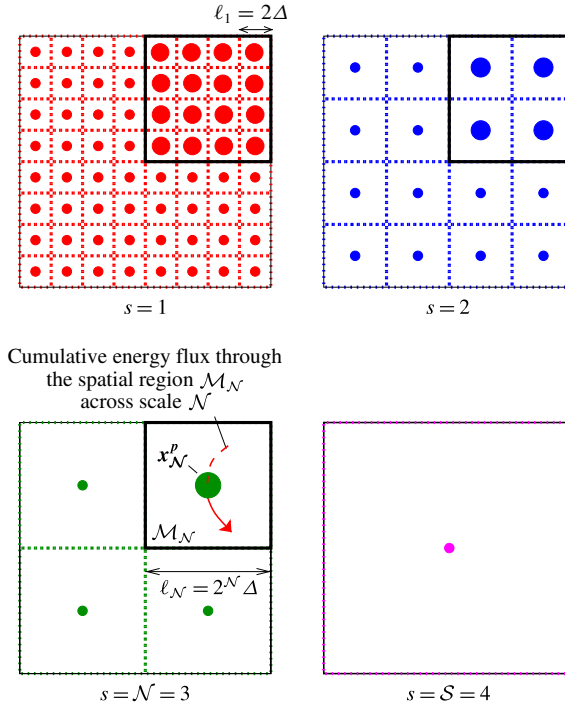 ℓ₁ = 2Δ
s = 1
s = 2
Cumulative energy flux through
the spatial region ℳ_𝒩
across scale 𝒩
x^p_𝒩
ℳ_𝒩
ℓ_𝒩 = 2^𝒩 Δ
s = 𝒩 = 3
s = 𝒮 = 4